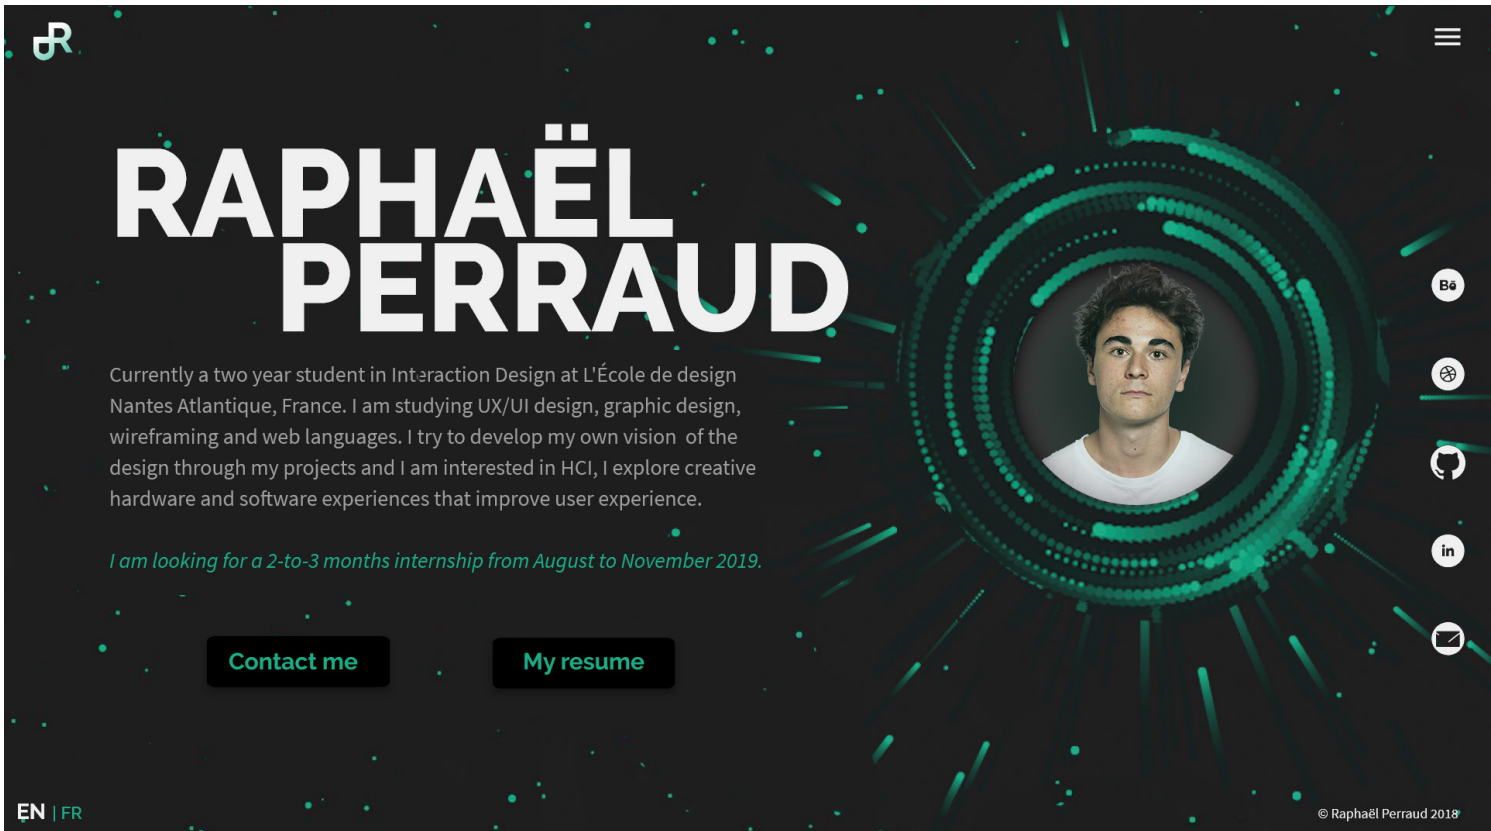 RAPHAËL
PERRAUD
Currently a two year student in Interaction Design at L'École de design
Nantes Atlantique, France. I am studying UX/UI design, graphic design,
wireframing and web languages. I try to develop my own vision  of the
design through my projects and I am interested in HCI, I explore creative
hardware and software experiences that improve user experience.
I am looking for a 2-to-3 months internship from August to November 2019.
Contact me
My resume
Bē
in
EN | FR
© Raphaël Perraud 2018